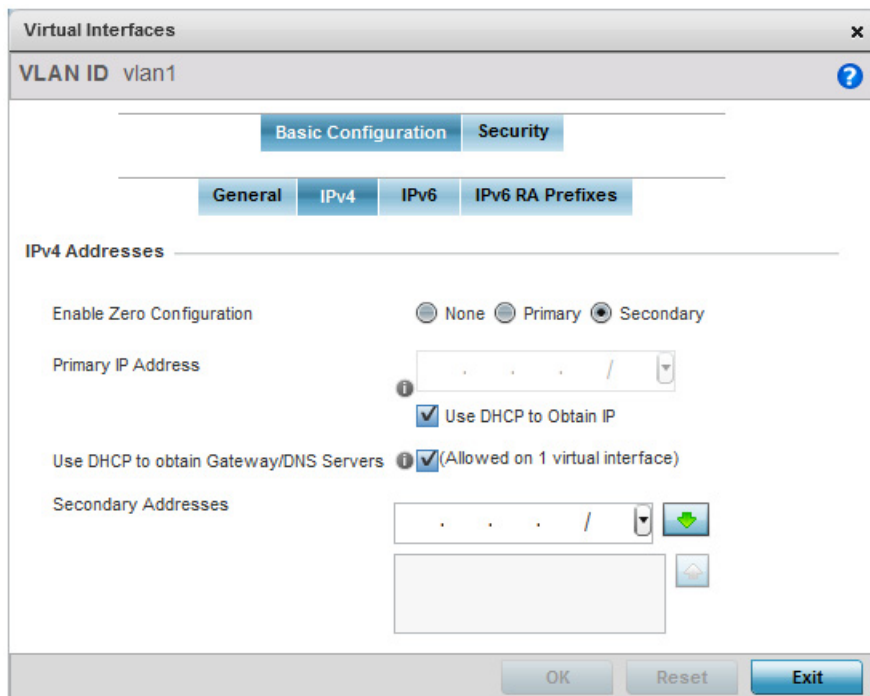 Virtual Interfaces
VLAN ID vlan1
Basic Configuration Security
General IPv4 IPv6 IPv6 RA Prefixes
IPv4 Addresses
Enable Zero Configuration None Primary Secondary
Primary IP Address . . . /
Use DHCP to Obtain IP
Use DHCP to obtain Gateway/DNS Servers (Allowed on 1 virtual interface)
Secondary Addresses . . . /
OK Reset Exit